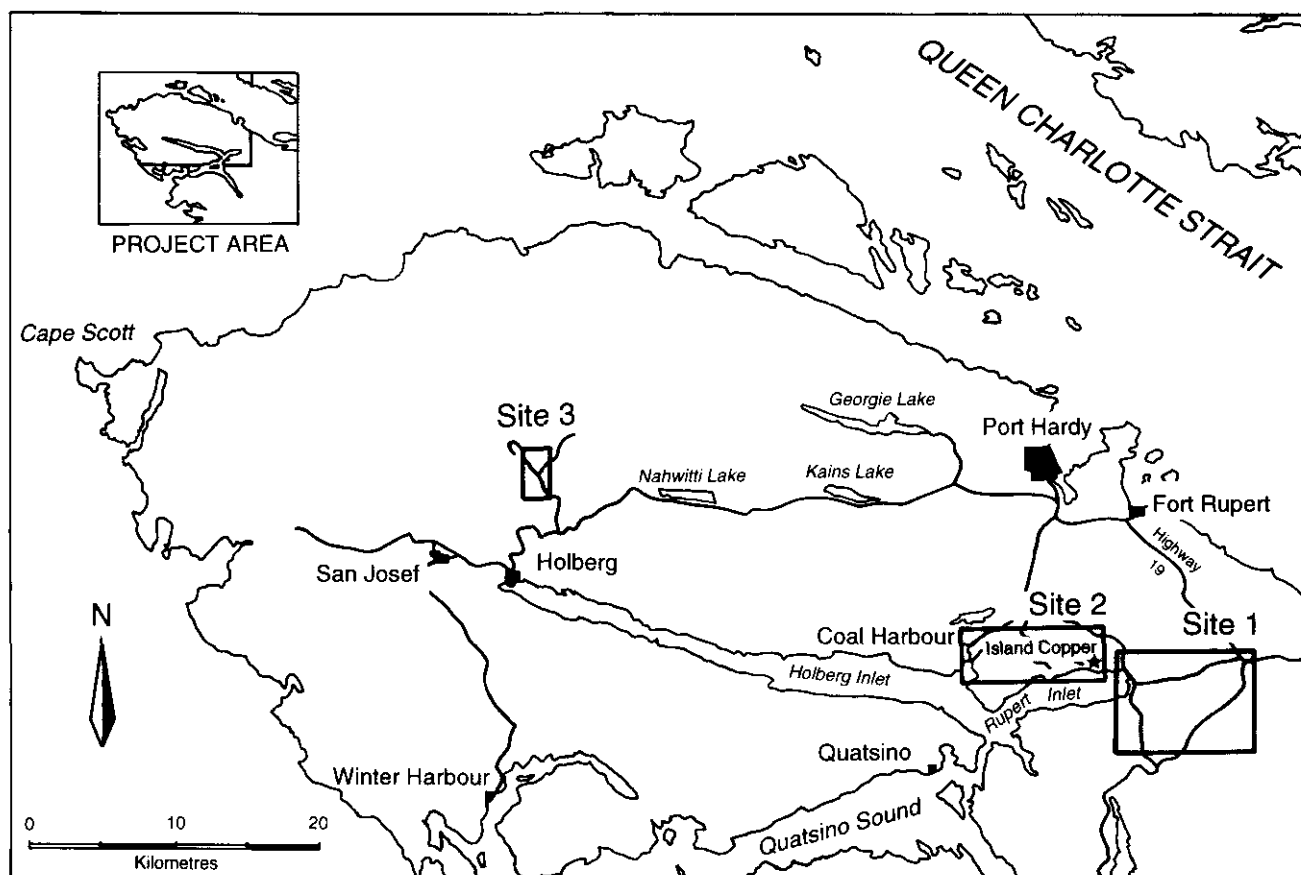 QUEEN CHARLOTTE STRAIT
PROJECT AREA
Cape Scott
Georgie Lake
Site 3
Port Hardy
Nahwitti Lake
Kains Lake
Fort Rupert
Highway
19
San Josef
Holberg
N
Site 2
Site 1
Coal Harbour
Island Copper
Holberg Inlet
Rupert Inlet
Quatsino
Winter Harbour
Quatsino Sound
0 10 20
Kilometres